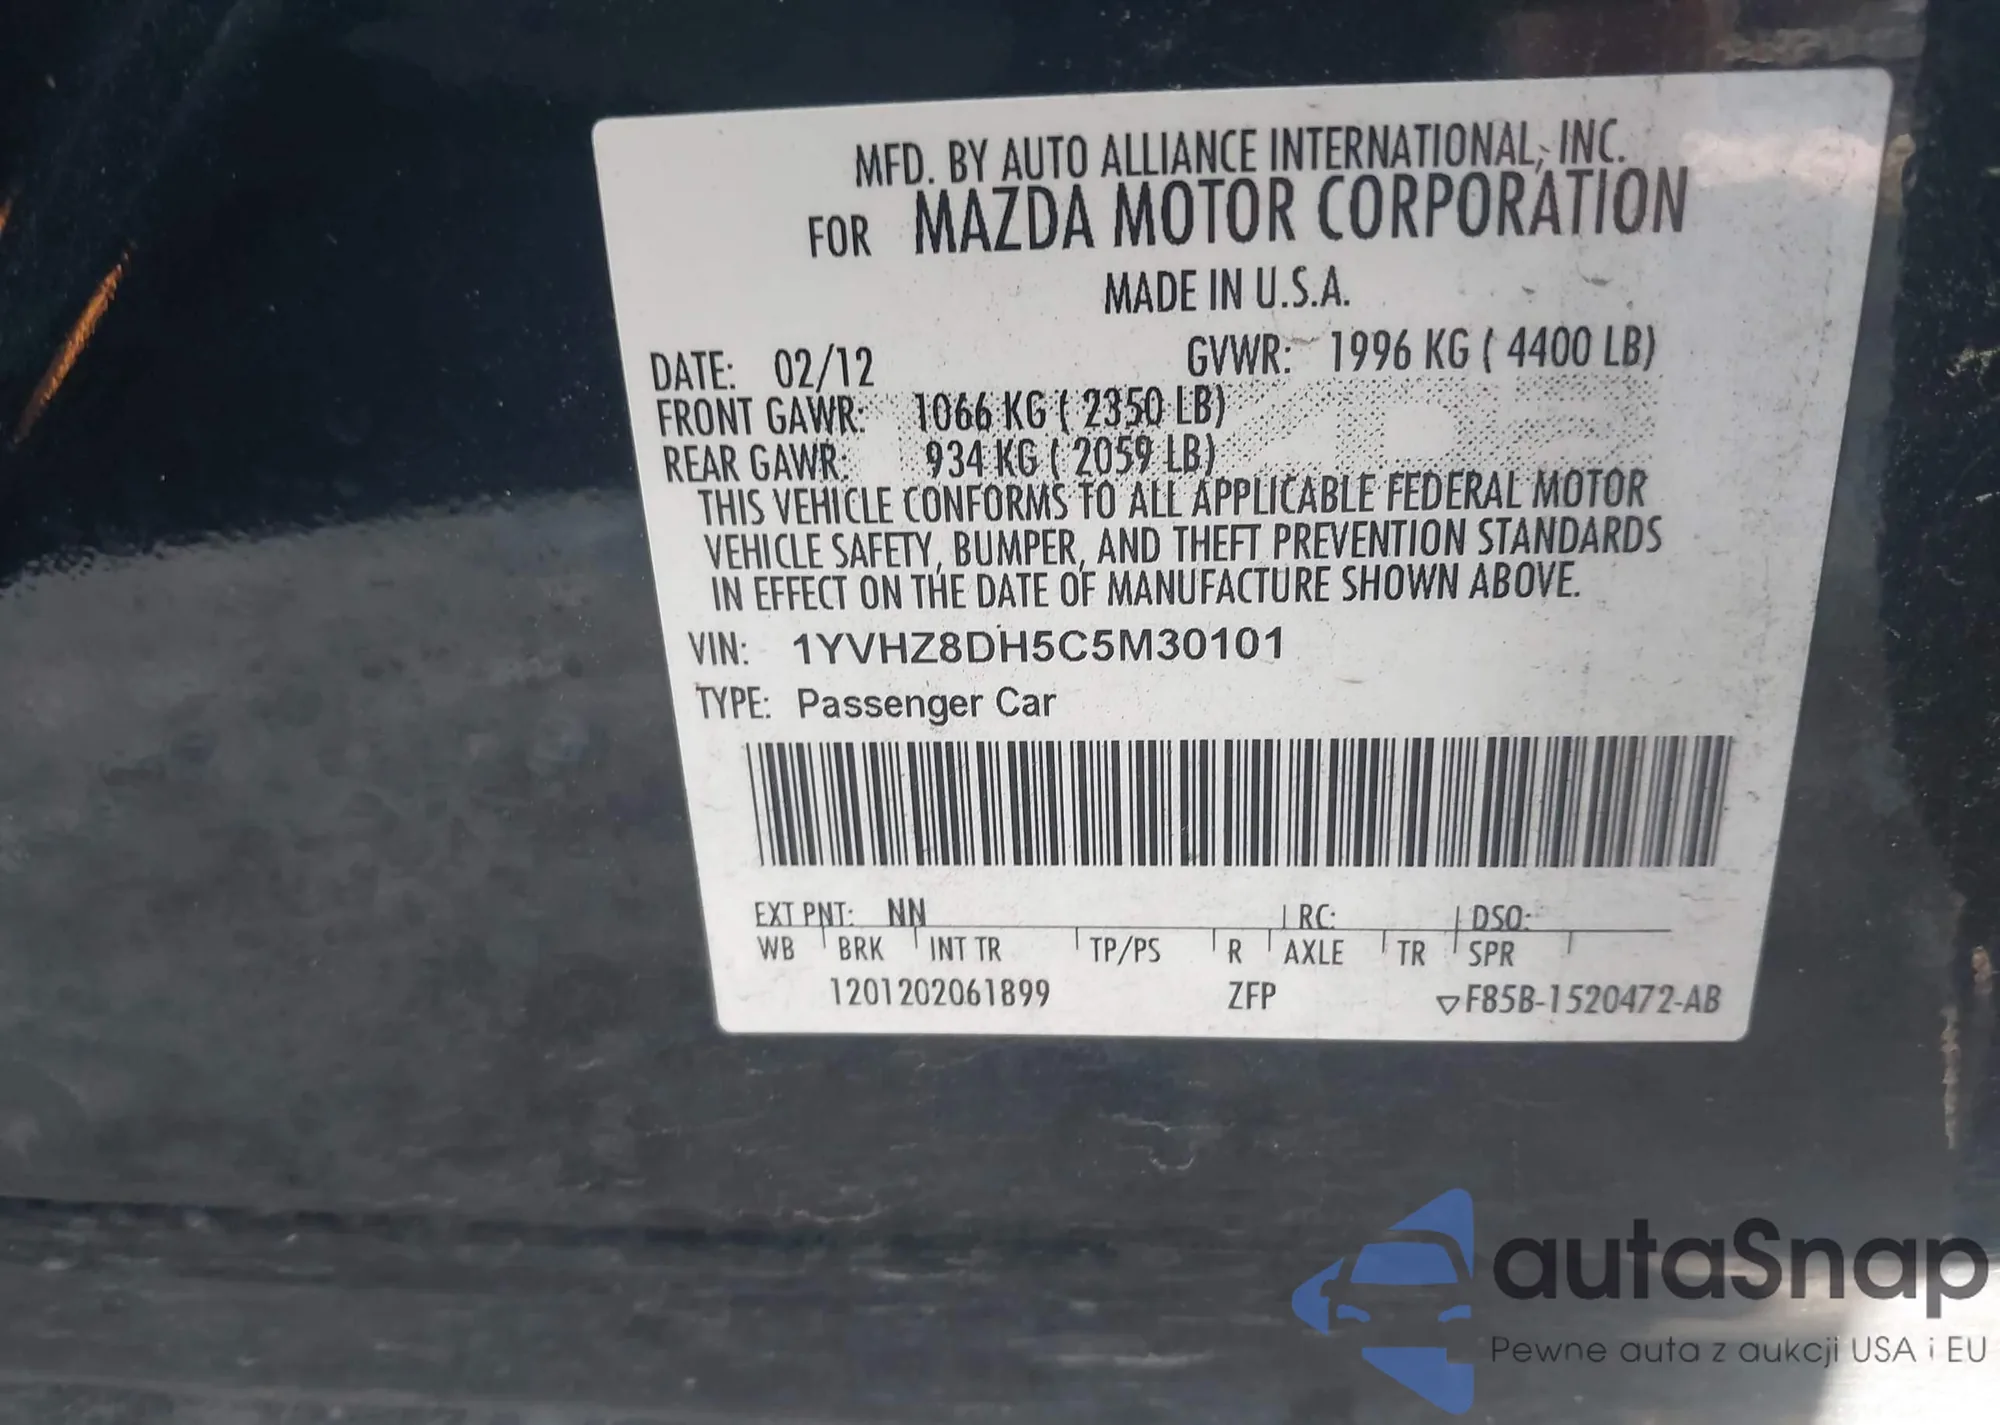 MFD. BY AUTO ALLIANCE INTERNATIONAL, INC.
FOR MAZDA MOTOR CORPORATION
MADE IN U.S.A.
DATE: 02/12 GVWR: 1996 KG ( 4400 LB)
FRONT GAWR: 1066 KG ( 2350 LB)
REAR GAWR: 934 KG ( 2059 LB)
THIS VEHICLE CONFORMS TO ALL APPLICABLE FEDERAL MOTOR
VEHICLE SAFETY, BUMPER, AND THEFT PREVENTION STANDARDS
IN EFFECT ON THE DATE OF MANUFACTURE SHOWN ABOVE.
VIN: 1YVHZ8DH5C5M30101
TYPE: Passenger Car
EXT PNT: NN RC: DSO:
WB BRK INT TR TP/PS R AXLE TR SPR
1201202061899 ZFP ▽F85B-1520472-AB
autaSnap
Pewne auta z aukcji USA i EU